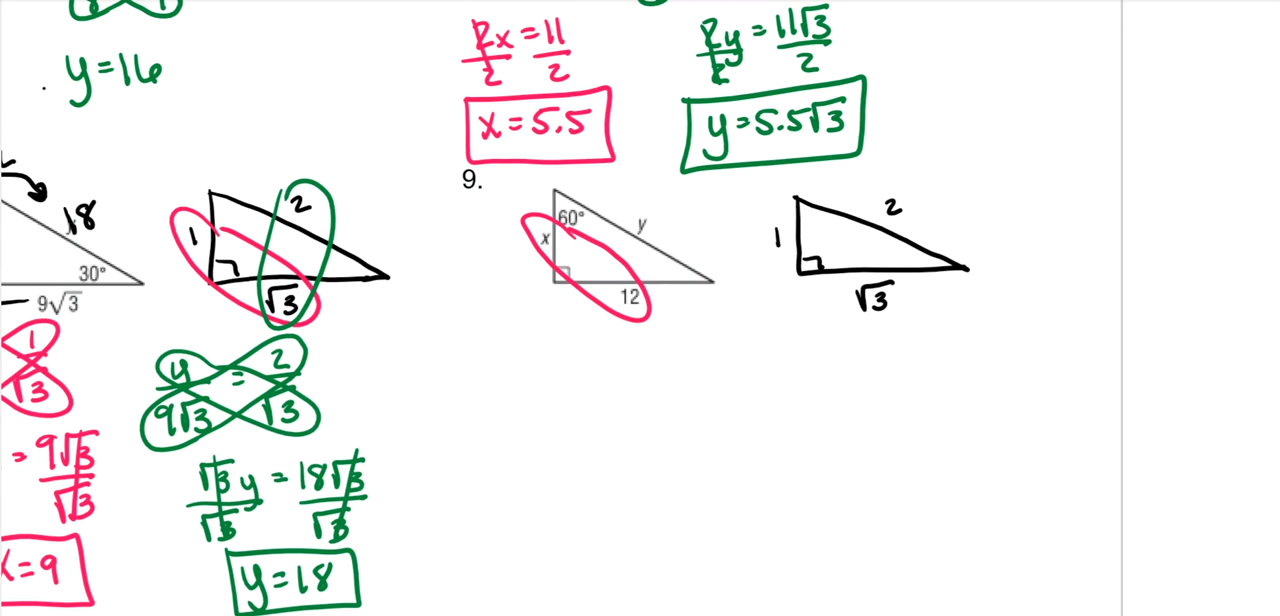 y=16
2x = 11
2 2
x = 5.5
2y = 11√3
2 2
y = 5.5√3
18
30°
9√3
1
√3
= 9√3
√3
x=9
1
2
√3
y = 2
9√3 √3
√3 y = 18√3
√3 √3
y = 18
9.
60°
x
y
12
1
2
√3